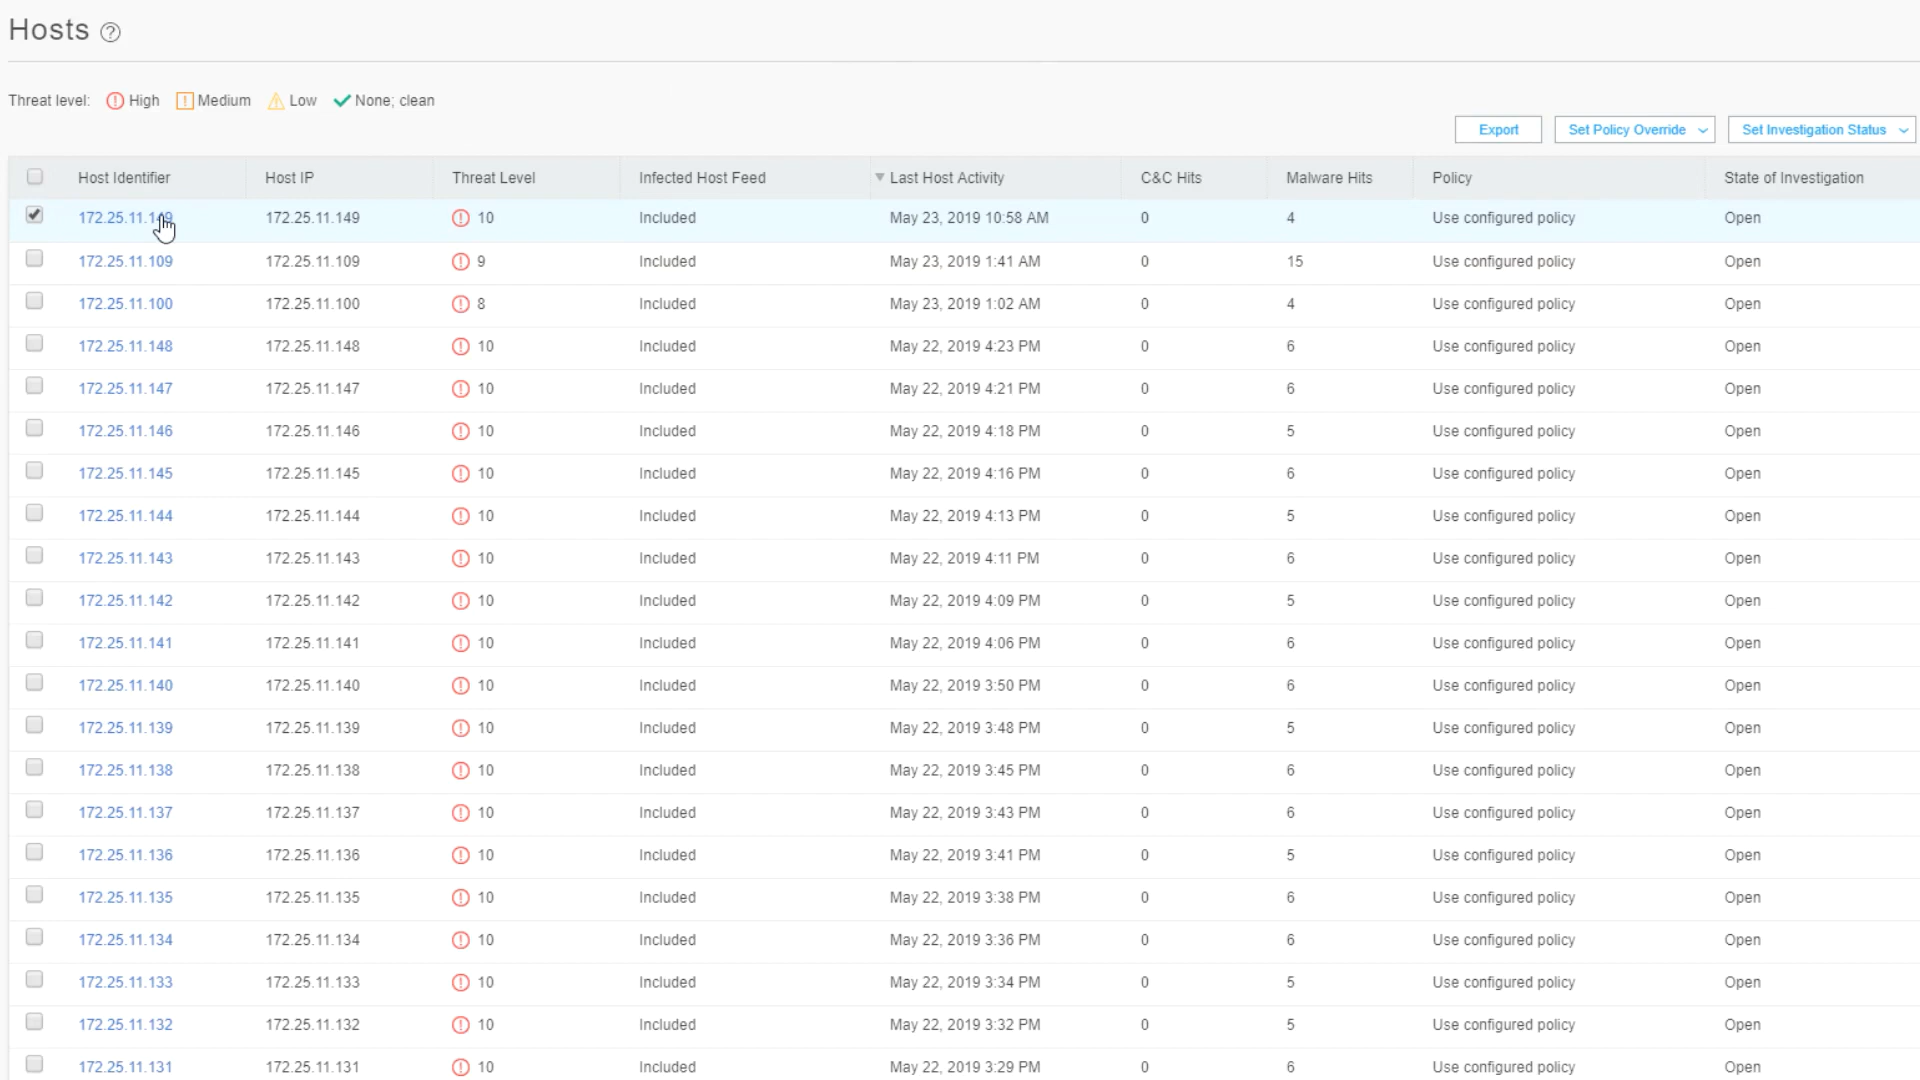 Hosts ?
Threat level: High Medium Low None; clean
Export Set Policy Override Set Investigation Status
Host Identifier Host IP Threat Level Infected Host Feed Last Host Activity C&C Hits Malware Hits Policy State of Investigation
172.25.11.149 172.25.11.149 10 Included May 23, 2019 10:58 AM 0 4 Use configured policy Open
172.25.11.109 172.25.11.109 9 Included May 23, 2019 1:41 AM 0 15 Use configured policy Open
172.25.11.100 172.25.11.100 8 Included May 23, 2019 1:02 AM 0 4 Use configured policy Open
172.25.11.148 172.25.11.148 10 Included May 22, 2019 4:23 PM 0 6 Use configured policy Open
172.25.11.147 172.25.11.147 10 Included May 22, 2019 4:21 PM 0 6 Use configured policy Open
172.25.11.146 172.25.11.146 10 Included May 22, 2019 4:18 PM 0 5 Use configured policy Open
172.25.11.145 172.25.11.145 10 Included May 22, 2019 4:16 PM 0 6 Use configured policy Open
172.25.11.144 172.25.11.144 10 Included May 22, 2019 4:13 PM 0 5 Use configured policy Open
172.25.11.143 172.25.11.143 10 Included May 22, 2019 4:11 PM 0 6 Use configured policy Open
172.25.11.142 172.25.11.142 10 Included May 22, 2019 4:09 PM 0 5 Use configured policy Open
172.25.11.141 172.25.11.141 10 Included May 22, 2019 4:06 PM 0 6 Use configured policy Open
172.25.11.140 172.25.11.140 10 Included May 22, 2019 3:50 PM 0 6 Use configured policy Open
172.25.11.139 172.25.11.139 10 Included May 22, 2019 3:48 PM 0 5 Use configured policy Open
172.25.11.138 172.25.11.138 10 Included May 22, 2019 3:45 PM 0 6 Use configured policy Open
172.25.11.137 172.25.11.137 10 Included May 22, 2019 3:43 PM 0 6 Use configured policy Open
172.25.11.136 172.25.11.136 10 Included May 22, 2019 3:41 PM 0 5 Use configured policy Open
172.25.11.135 172.25.11.135 10 Included May 22, 2019 3:38 PM 0 6 Use configured policy Open
172.25.11.134 172.25.11.134 10 Included May 22, 2019 3:36 PM 0 6 Use configured policy Open
172.25.11.133 172.25.11.133 10 Included May 22, 2019 3:34 PM 0 5 Use configured policy Open
172.25.11.132 172.25.11.132 10 Included May 22, 2019 3:32 PM 0 5 Use configured policy Open
172.25.11.131 172.25.11.131 10 Included May 22, 2019 3:29 PM 0 6 Use configured policy Open